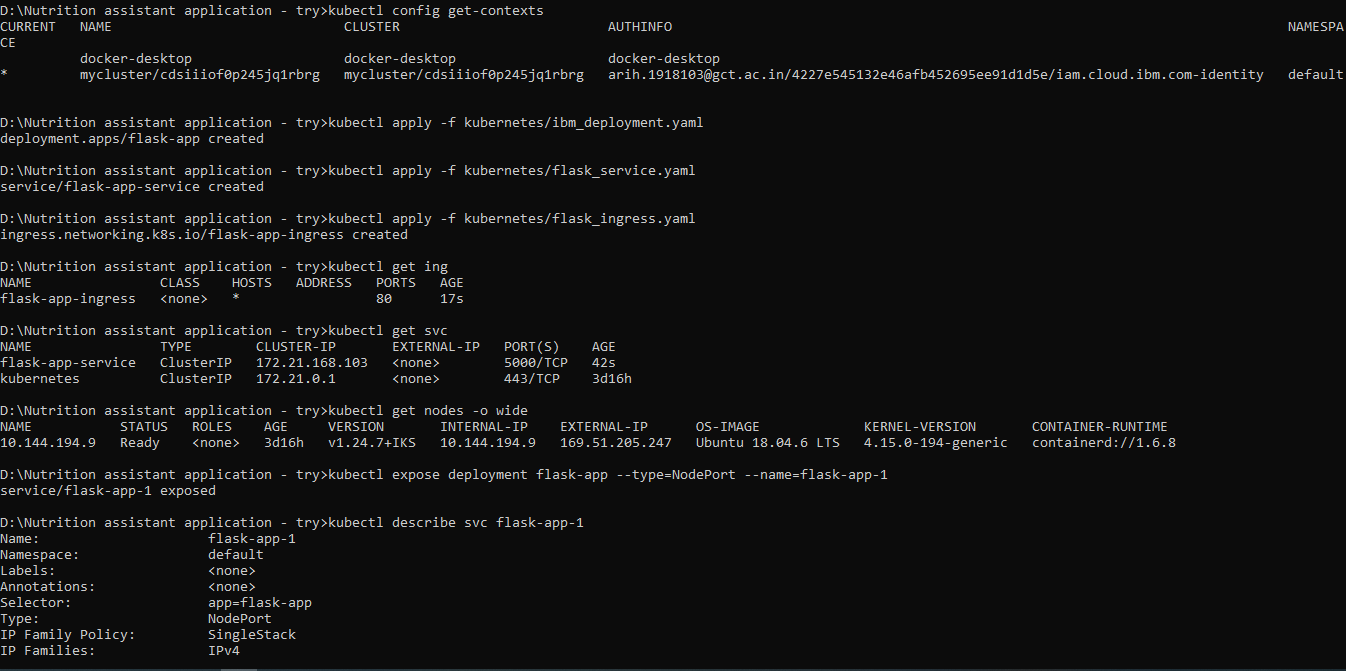 D:\Nutrition assistant application - try>kubectl config get-contexts
CURRENT   NAME                             CLUSTER                          AUTHINFO                                                                             NAMESPA
CE
          docker-desktop                   docker-desktop                   docker-desktop
*         mycluster/cdsiiiof0p245jq1rbrg   mycluster/cdsiiiof0p245jq1rbrg   arih.1918103@gct.ac.in/4227e545132e46afb452695ee91d1d5e/iam.cloud.ibm.com-identity   default
D:\Nutrition assistant application - try>kubectl apply -f kubernetes/ibm_deployment.yaml
deployment.apps/flask-app created
D:\Nutrition assistant application - try>kubectl apply -f kubernetes/flask_service.yaml
service/flask-app-service created
D:\Nutrition assistant application - try>kubectl apply -f kubernetes/flask_ingress.yaml
ingress.networking.k8s.io/flask-app-ingress created
D:\Nutrition assistant application - try>kubectl get ing
NAME                CLASS    HOSTS   ADDRESS   PORTS   AGE
flask-app-ingress   <none>   *                 80      17s
D:\Nutrition assistant application - try>kubectl get svc
NAME                TYPE        CLUSTER-IP       EXTERNAL-IP   PORT(S)    AGE
flask-app-service   ClusterIP   172.21.168.103   <none>        5000/TCP   42s
kubernetes          ClusterIP   172.21.0.1       <none>        443/TCP    3d16h
D:\Nutrition assistant application - try>kubectl get nodes -o wide
NAME           STATUS   ROLES    AGE     VERSION       INTERNAL-IP    EXTERNAL-IP      OS-IMAGE             KERNEL-VERSION       CONTAINER-RUNTIME
10.144.194.9   Ready    <none>   3d16h   v1.24.7+IKS   10.144.194.9   169.51.205.247   Ubuntu 18.04.6 LTS   4.15.0-194-generic   containerd://1.6.8
D:\Nutrition assistant application - try>kubectl expose deployment flask-app --type=NodePort --name=flask-app-1
service/flask-app-1 exposed
D:\Nutrition assistant application - try>kubectl describe svc flask-app-1
Name:                     flask-app-1
Namespace:                default
Labels:                   <none>
Annotations:              <none>
Selector:                 app=flask-app
Type:                     NodePort
IP Family Policy:         SingleStack
IP Families:              IPv4